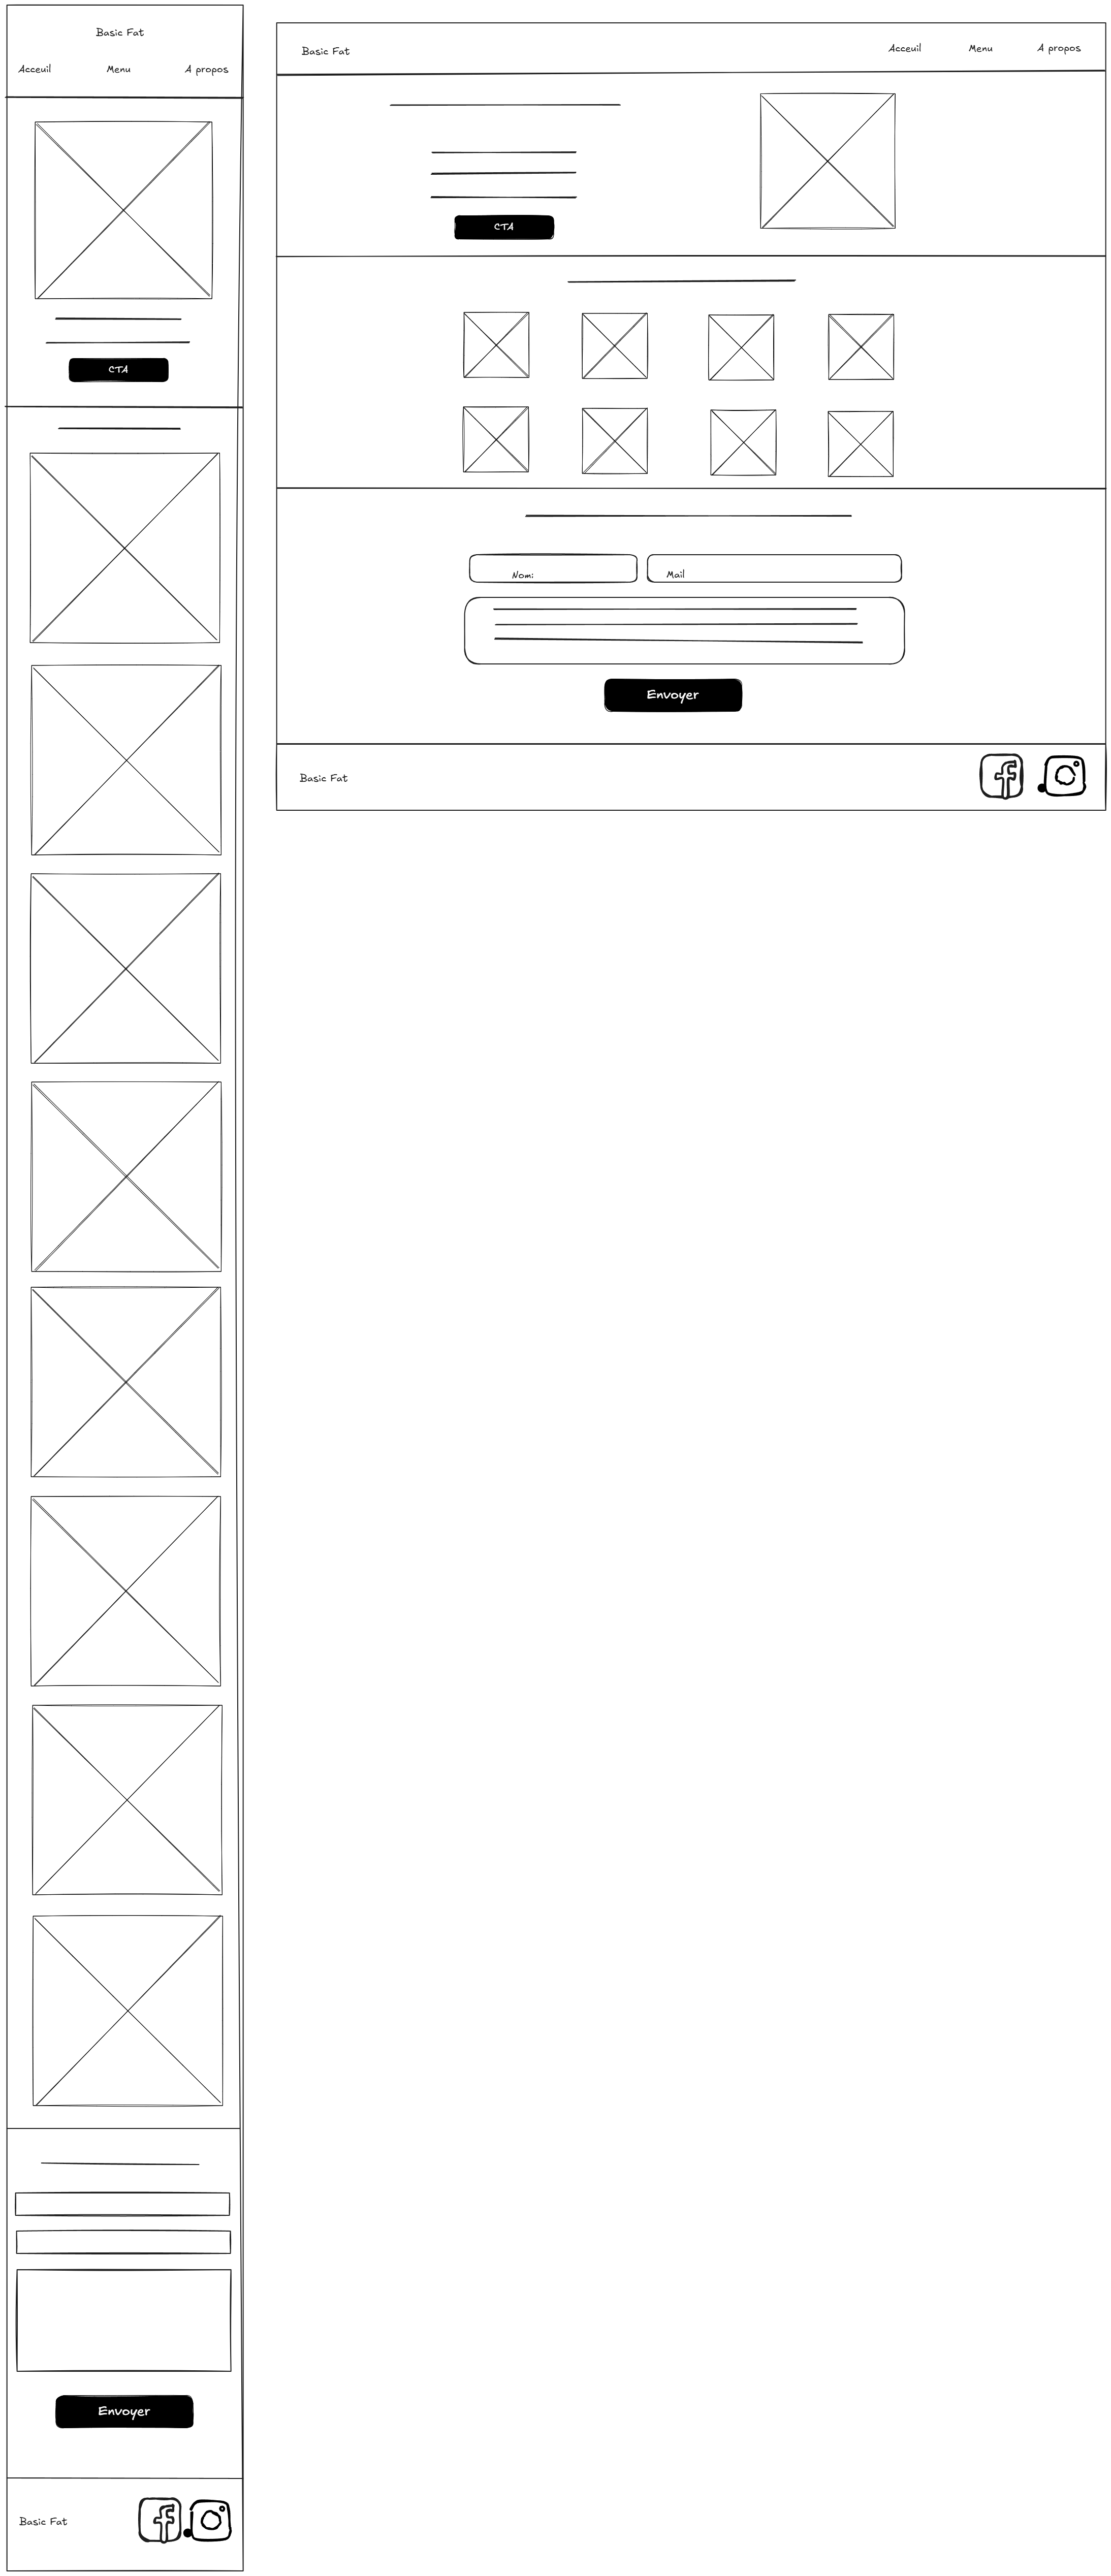 Basic Fat
Acceuil Menu A propos
CTA
Envoyer
Basic Fat
Basic Fat Acceuil Menu A propos
CTA
Nom: Mail
Envoyer
Basic Fat